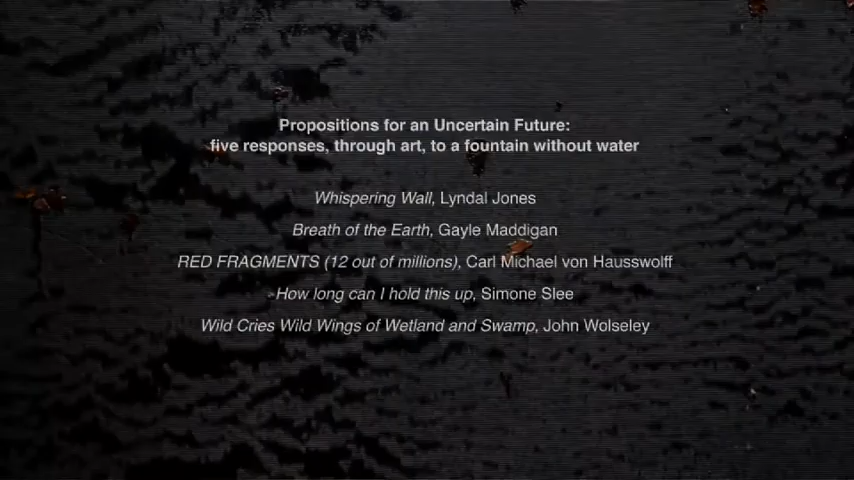 Propositions for an Uncertain Future:
five responses, through art, to a fountain without water
Whispering Wall, Lyndal Jones
Breath of the Earth, Gayle Maddigan
RED FRAGMENTS (12 out of millions), Carl Michael von Hausswolff
How long can I hold this up, Simone Slee
Wild Cries Wild Wings of Wetland and Swamp, John Wolseley